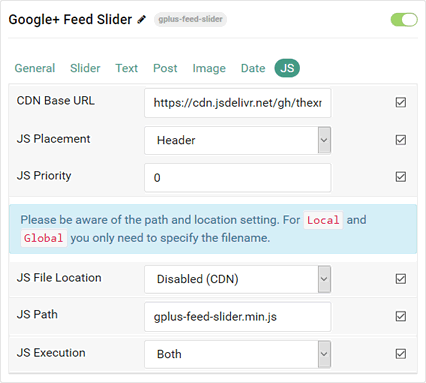 Google+ Feed Slider gplus-feed-slider
General Slider Text Post Image Date JS
CDN Base URL https://cdn.jsdelivr.net/gh/thexr
JS Placement Header
JS Priority 0
Please be aware of the path and location setting. For Local and
Global you only need to specify the filename.
JS File Location Disabled (CDN)
JS Path gplus-feed-slider.min.js
JS Execution Both